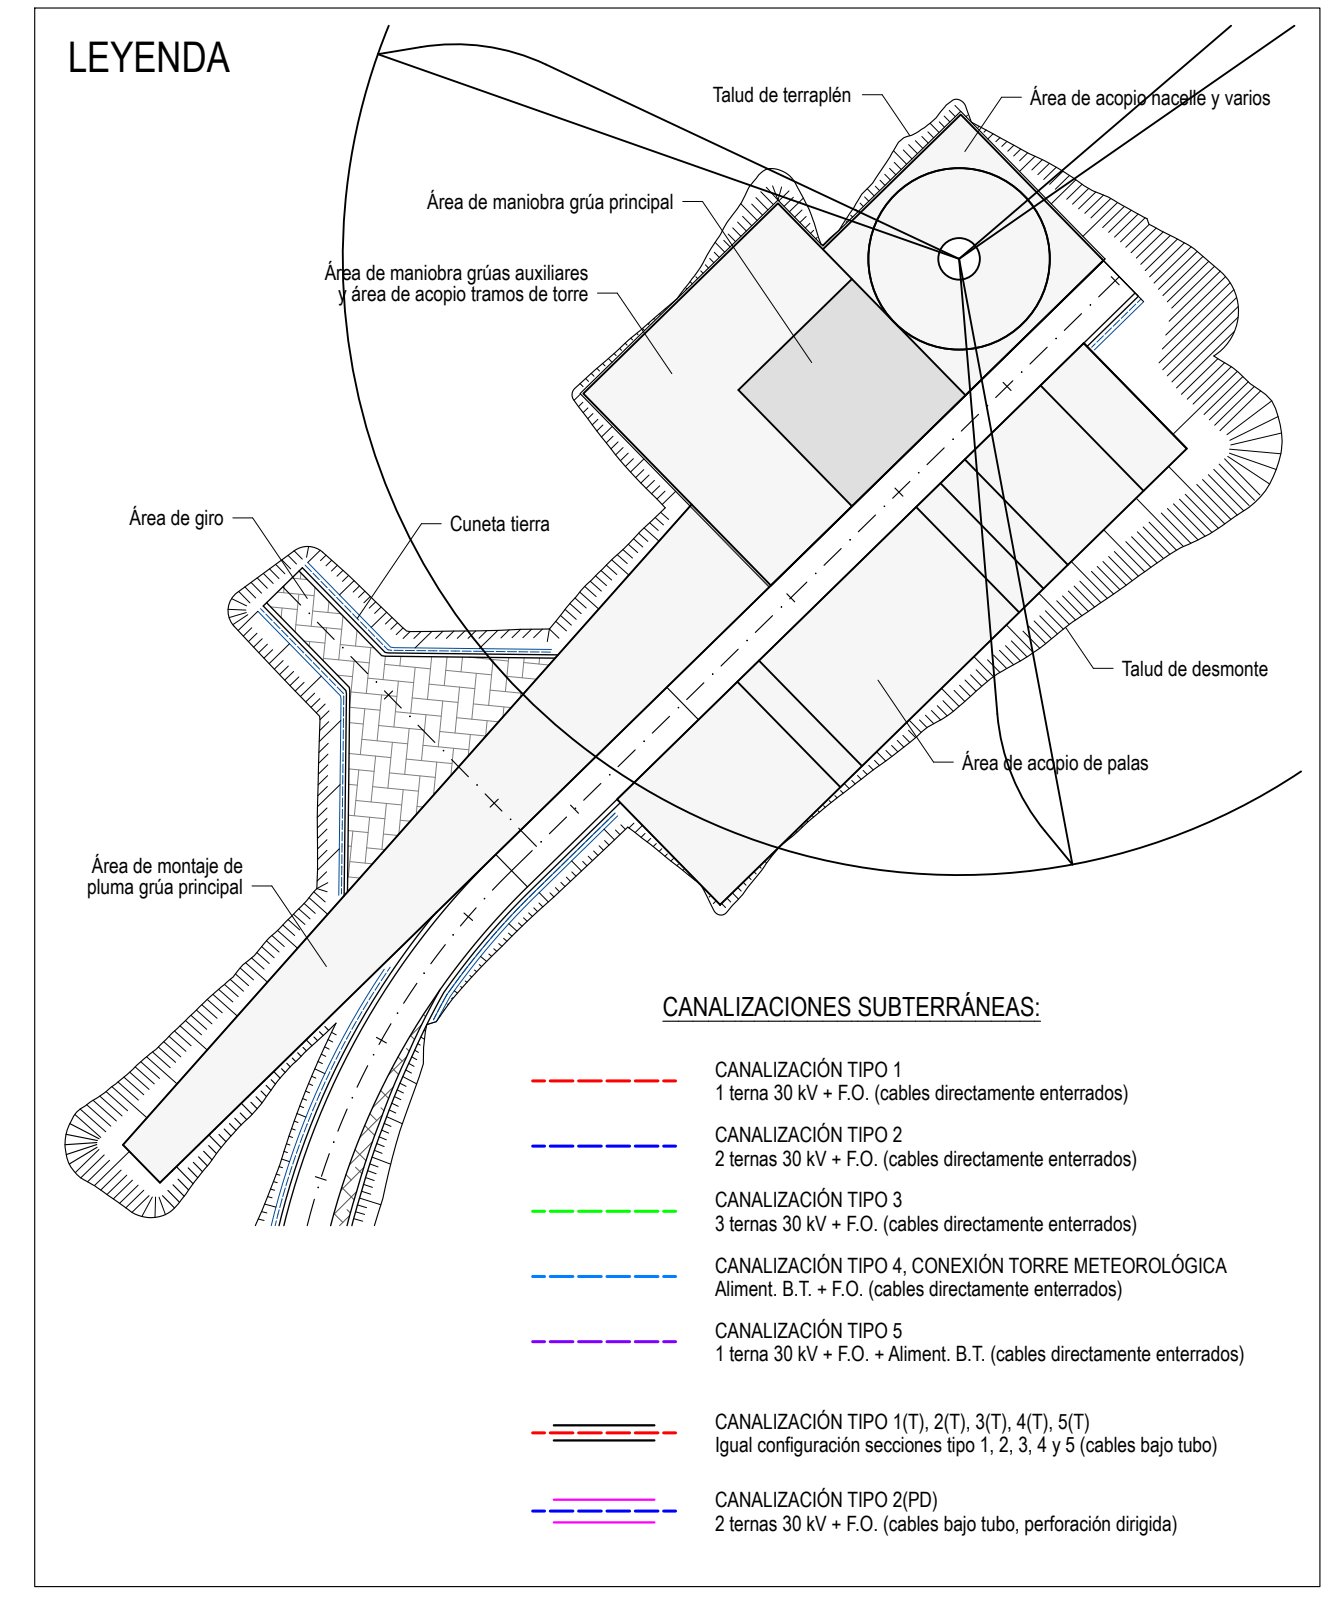 LEYENDA
Talud de terraplén
Área de acopio nacelle y varios
Área de maniobra grúa principal
Área de maniobra grúas auxiliares
y área de acopio tramos de torre
Área de giro
Cuneta tierra
Talud de desmonte
Área de acopio de palas
Área de montaje de
pluma grúa principal
CANALIZACIONES SUBTERRÁNEAS:
CANALIZACIÓN TIPO 1
1 terna 30 kV + F.O. (cables directamente enterrados)
CANALIZACIÓN TIPO 2
2 ternas 30 kV + F.O. (cables directamente enterrados)
CANALIZACIÓN TIPO 3
3 ternas 30 kV + F.O. (cables directamente enterrados)
CANALIZACIÓN TIPO 4, CONEXIÓN TORRE METEOROLÓGICA
Aliment. B.T. + F.O. (cables directamente enterrados)
CANALIZACIÓN TIPO 5
1 terna 30 kV + F.O. + Aliment. B.T. (cables directamente enterrados)
CANALIZACIÓN TIPO 1(T), 2(T), 3(T), 4(T), 5(T)
Igual configuración secciones tipo 1, 2, 3, 4 y 5 (cables bajo tubo)
CANALIZACIÓN TIPO 2(PD)
2 ternas 30 kV + F.O. (cables bajo tubo, perforación dirigida)